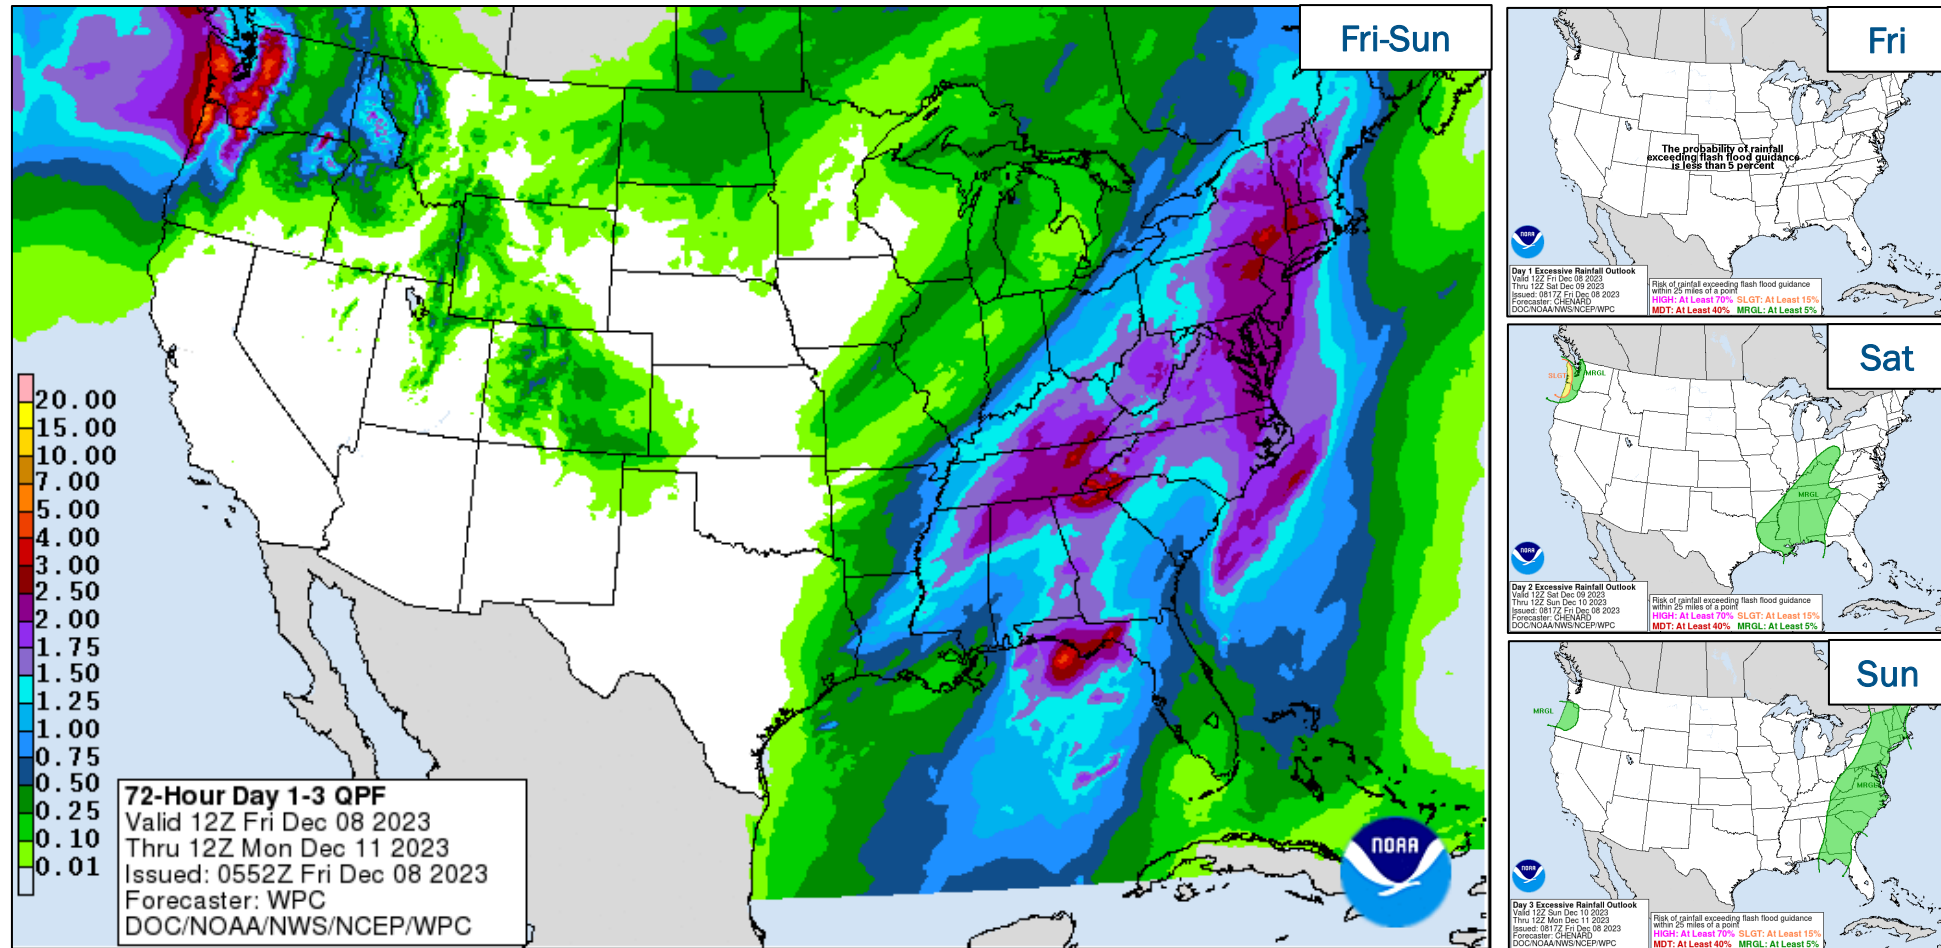 Fri-Sun
20.00
15.00
10.00
7.00
5.00
4.00
3.00
2.50
2.00
1.75
1.50
1.25
1.00
0.75
0.50
0.25
0.10
0.01
72-Hour Day 1-3 QPF
Valid 12Z Fri Dec 08 2023
Thru 12Z Mon Dec 11 2023
Issued: 0552Z Fri Dec 08 2023
Forecaster: WPC
DOC/NOAA/NWS/NCEP/WPC
NOAA
Fri
The probability of rainfall
exceeding flash flood guidance
is less than 5 percent
NOAA
Day 1 Excessive Rainfall Outlook
Valid 12Z Fri Dec 08 2023
Thru 12Z Sat Dec 09 2023
Issued: 0817Z Fri Dec 08 2023
Forecaster: CHENARD
DOC/NOAA/NWS/NCEP/WPC
Risk of rainfall exceeding flash flood guidance
within 25 miles of a point
HIGH: At Least 70% SLGT: At Least 15%
MDT: At Least 40% MRGL: At Least 5%
Sat
SLGT
MRGL
MRGL
NOAA
Day 2 Excessive Rainfall Outlook
Valid 12Z Sat Dec 09 2023
Thru 12Z Sun Dec 10 2023
Issued: 0817Z Fri Dec 08 2023
Forecaster: CHENARD
DOC/NOAA/NWS/NCEP/WPC
Risk of rainfall exceeding flash flood guidance
within 25 miles of a point
HIGH: At Least 70% SLGT: At Least 15%
MDT: At Least 40% MRGL: At Least 5%
Sun
MRGL
MRGL
NOAA
Day 3 Excessive Rainfall Outlook
Valid 12Z Sun Dec 10 2023
Thru 12Z Mon Dec 11 2023
Issued: 0817Z Fri Dec 08 2023
Forecaster: CHENARD
DOC/NOAA/NWS/NCEP/WPC
Risk of rainfall exceeding flash flood guidance
within 25 miles of a point
HIGH: At Least 70% SLGT: At Least 15%
MDT: At Least 40% MRGL: At Least 5%